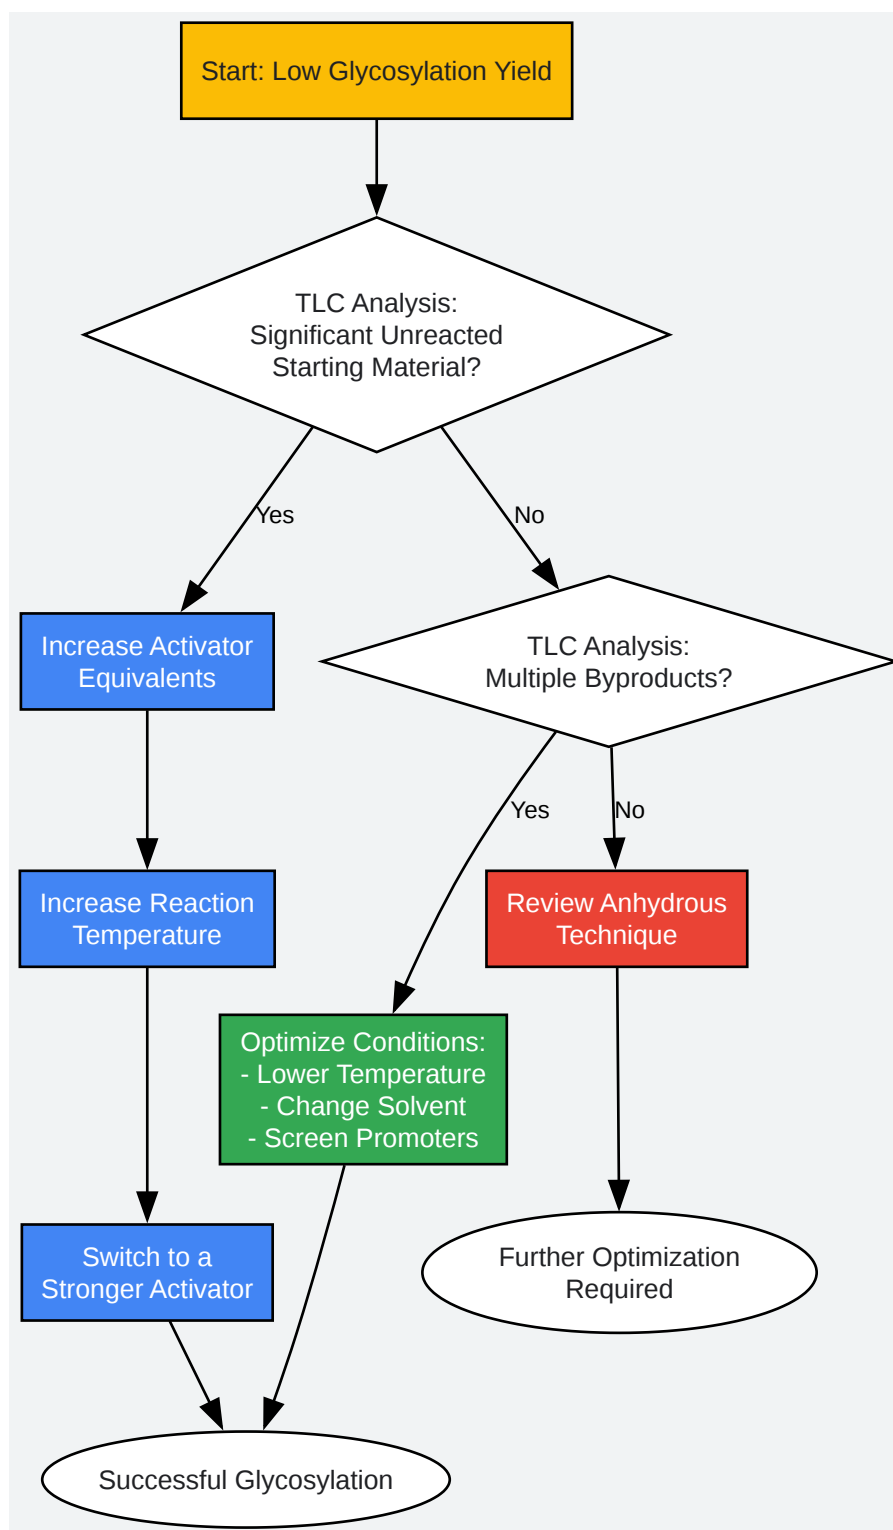 Start: Low Glycosylation Yield
TLC Analysis:
Significant Unreacted
Starting Material?
Yes
No
Increase Activator
Equivalents
TLC Analysis:
Multiple Byproducts?
Yes
No
Increase Reaction
Temperature
Review Anhydrous
Technique
Optimize Conditions:
- Lower Temperature
- Change Solvent
- Screen Promoters
Switch to a
Stronger Activator
Further Optimization
Required
Successful Glycosylation